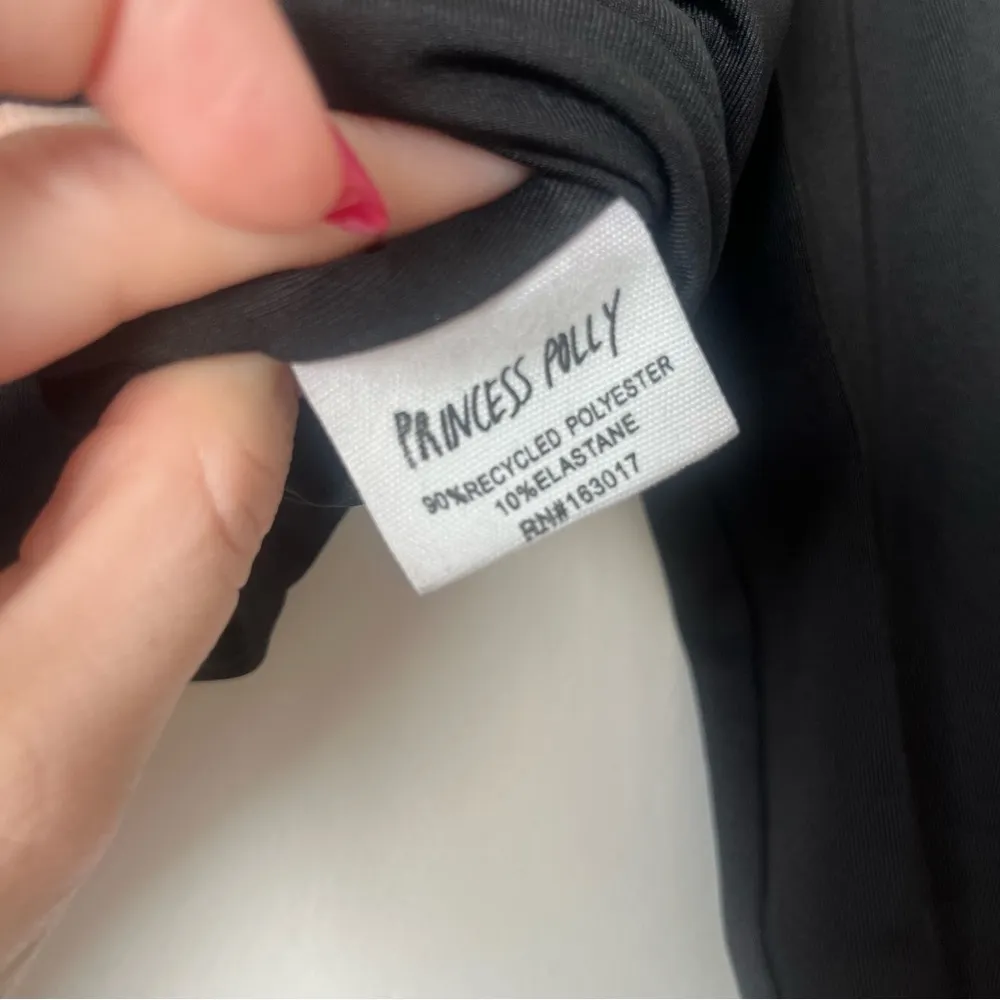 PRINCESS POLLY
90%RECYCLED POLYESTER
10%ELASTANE
RN#163017